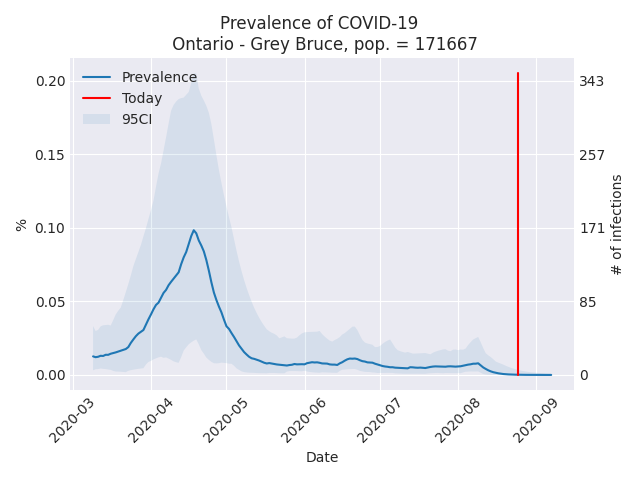 Prevalence of COVID-19
Ontario - Grey Bruce, pop. = 171667
Prevalence
Today
95CI
0.20
0.15
0.10
0.05
0.00
%
343
257
171
85
0
# of infections
2020-03
2020-04
2020-05
2020-06
2020-07
2020-08
2020-09
Date